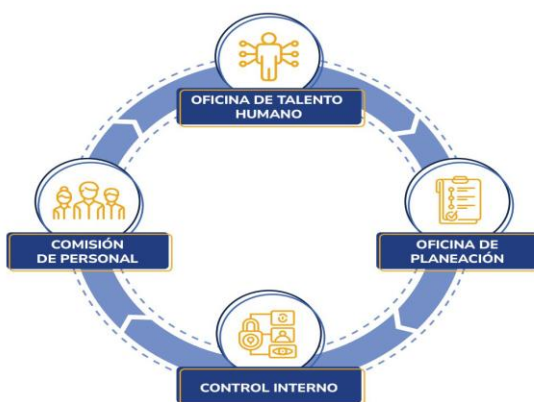 OFICINA DE TALENTO
HUMANO
COMISIÓN
DE PERSONAL
OFICINA DE
PLANEACIÓN
CONTROL INTERNO